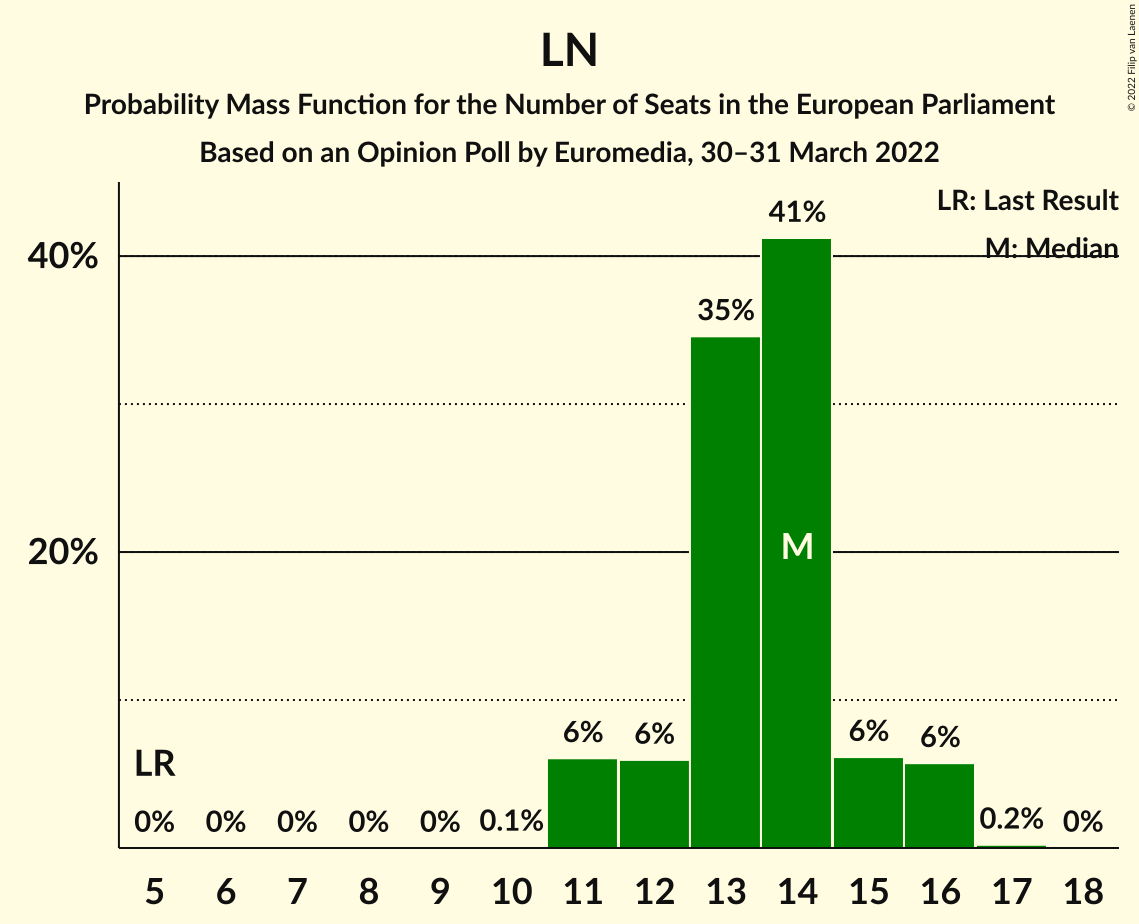 LN
Probability Mass Function for the Number of Seats in the European Parliament
Based on an Opinion Poll by Euromedia, 30–31 March 2022
© 2022 Filip van Laenen
LR: Last Result
M: Median
40%
20%
LR
0% 0% 0% 0% 0% 0.1% 6% 6% 35% 41% 6% 6% 0.2% 0%
M
5 6 7 8 9 10 11 12 13 14 15 16 17 18